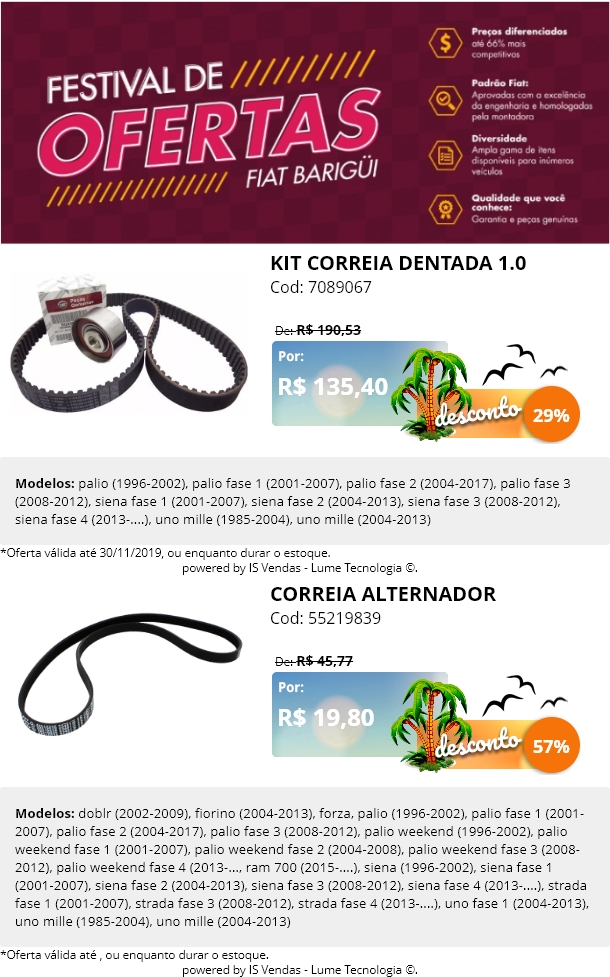 FESTIVAL DE
OFERTAS
FIAT BARIGÜI
Preços diferenciados
até 66% mais
competitivos
Padrão Fiat:
Aprovadas com a excelência
da engenharia e homologadas
pela montadora
Diversidade
Ampla gama de itens
disponíveis para inúmeros
veículos
Qualidade que você
conhece:
Garantia e peças genuínas
KIT CORREIA DENTADA 1.0
Cod: 7089067
De: R$ 190,53
Por:
R$ 135,40
desconto
29%
Modelos: palio (1996-2002), palio fase 1 (2001-2007), palio fase 2 (2004-2017), palio fase 3
(2008-2012), siena fase 1 (2001-2007), siena fase 2 (2004-2013), siena fase 3 (2008-2012),
siena fase 4 (2013-....), uno mille (1985-2004), uno mille (2004-2013)
*Oferta válida até 30/11/2019, ou enquanto durar o estoque.
powered by IS Vendas - Lume Tecnologia ©.
CORREIA ALTERNADOR
Cod: 55219839
De: R$ 45,77
Por:
R$ 19,80
desconto
57%
Modelos: doblr (2002-2009), fiorino (2004-2013), forza, palio (1996-2002), palio fase 1 (2001-
2007), palio fase 2 (2004-2017), palio fase 3 (2008-2012), palio weekend (1996-2002), palio
weekend fase 1 (2001-2007), palio weekend fase 2 (2004-2008), palio weekend fase 3 (2008-
2012), palio weekend fase 4 (2013-..., ram 700 (2015-....), siena (1996-2002), siena fase 1
(2001-2007), siena fase 2 (2004-2013), siena fase 3 (2008-2012), siena fase 4 (2013-....), strada
fase 1 (2001-2007), strada fase 3 (2008-2012), strada fase 4 (2013-....), uno fase 1 (2004-2013),
uno mille (1985-2004), uno mille (2004-2013)
*Oferta válida até , ou enquanto durar o estoque.
powered by IS Vendas - Lume Tecnologia ©.